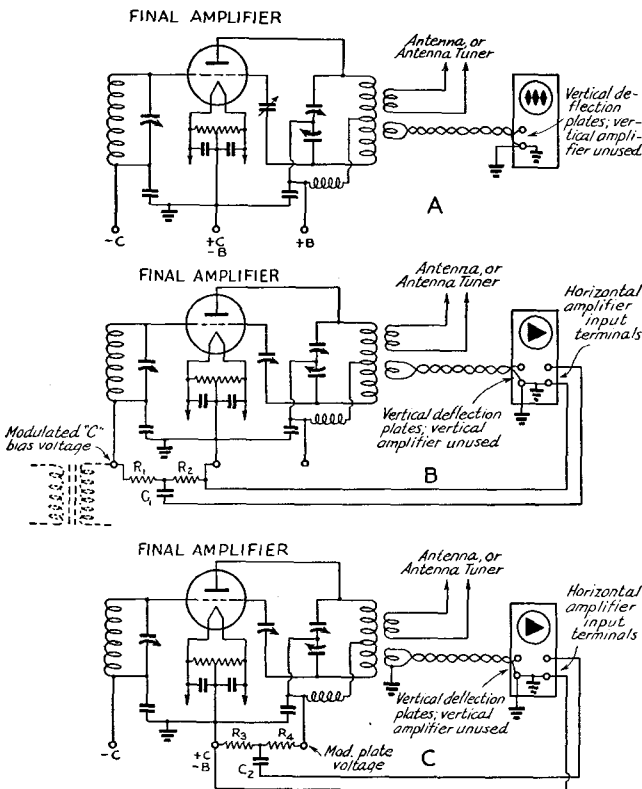 FINAL AMPLIFIER
Antenna, or
Antenna Tuner
Vertical de-
flection
plates; ver-
tical ampli-
fier unused
A
-C
+C
-B
+B
FINAL AMPLIFIER
Antenna, or
Antenna Tuner
Horizontal
amplifier
input
terminals
Vertical deflection
plates; vertical
amplifier unused
Modulated "C"
bias voltage
R1
R2
C1
B
FINAL AMPLIFIER
Antenna, or
Antenna Tuner
Horizontal
amplifier
input
terminals
Vertical deflection
plates; vertical
amplifier unused
-C
+C
-B
R3
R4
C2
Mod. plate
voltage
C